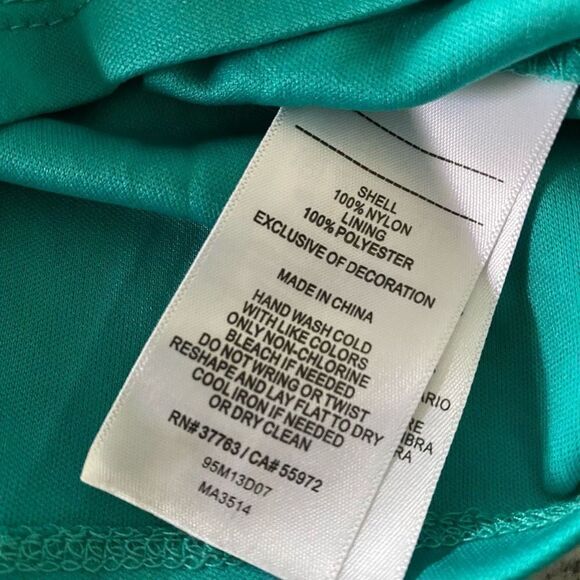 SHELL
100% NYLON
LINING
100% POLYESTER
EXCLUSIVE OF DECORATION
MADE IN CHINA
HAND WASH COLD
WITH LIKE COLORS
ONLY NON-CHLORINE
BLEACH IF NEEDED
DO NOT WRING OR TWIST
RESHAPE AND LAY FLAT TO DRY
COOL IRON IF NEEDED
OR DRY CLEAN
RN# 37763 / CA# 55972
95M13D07
MA3514